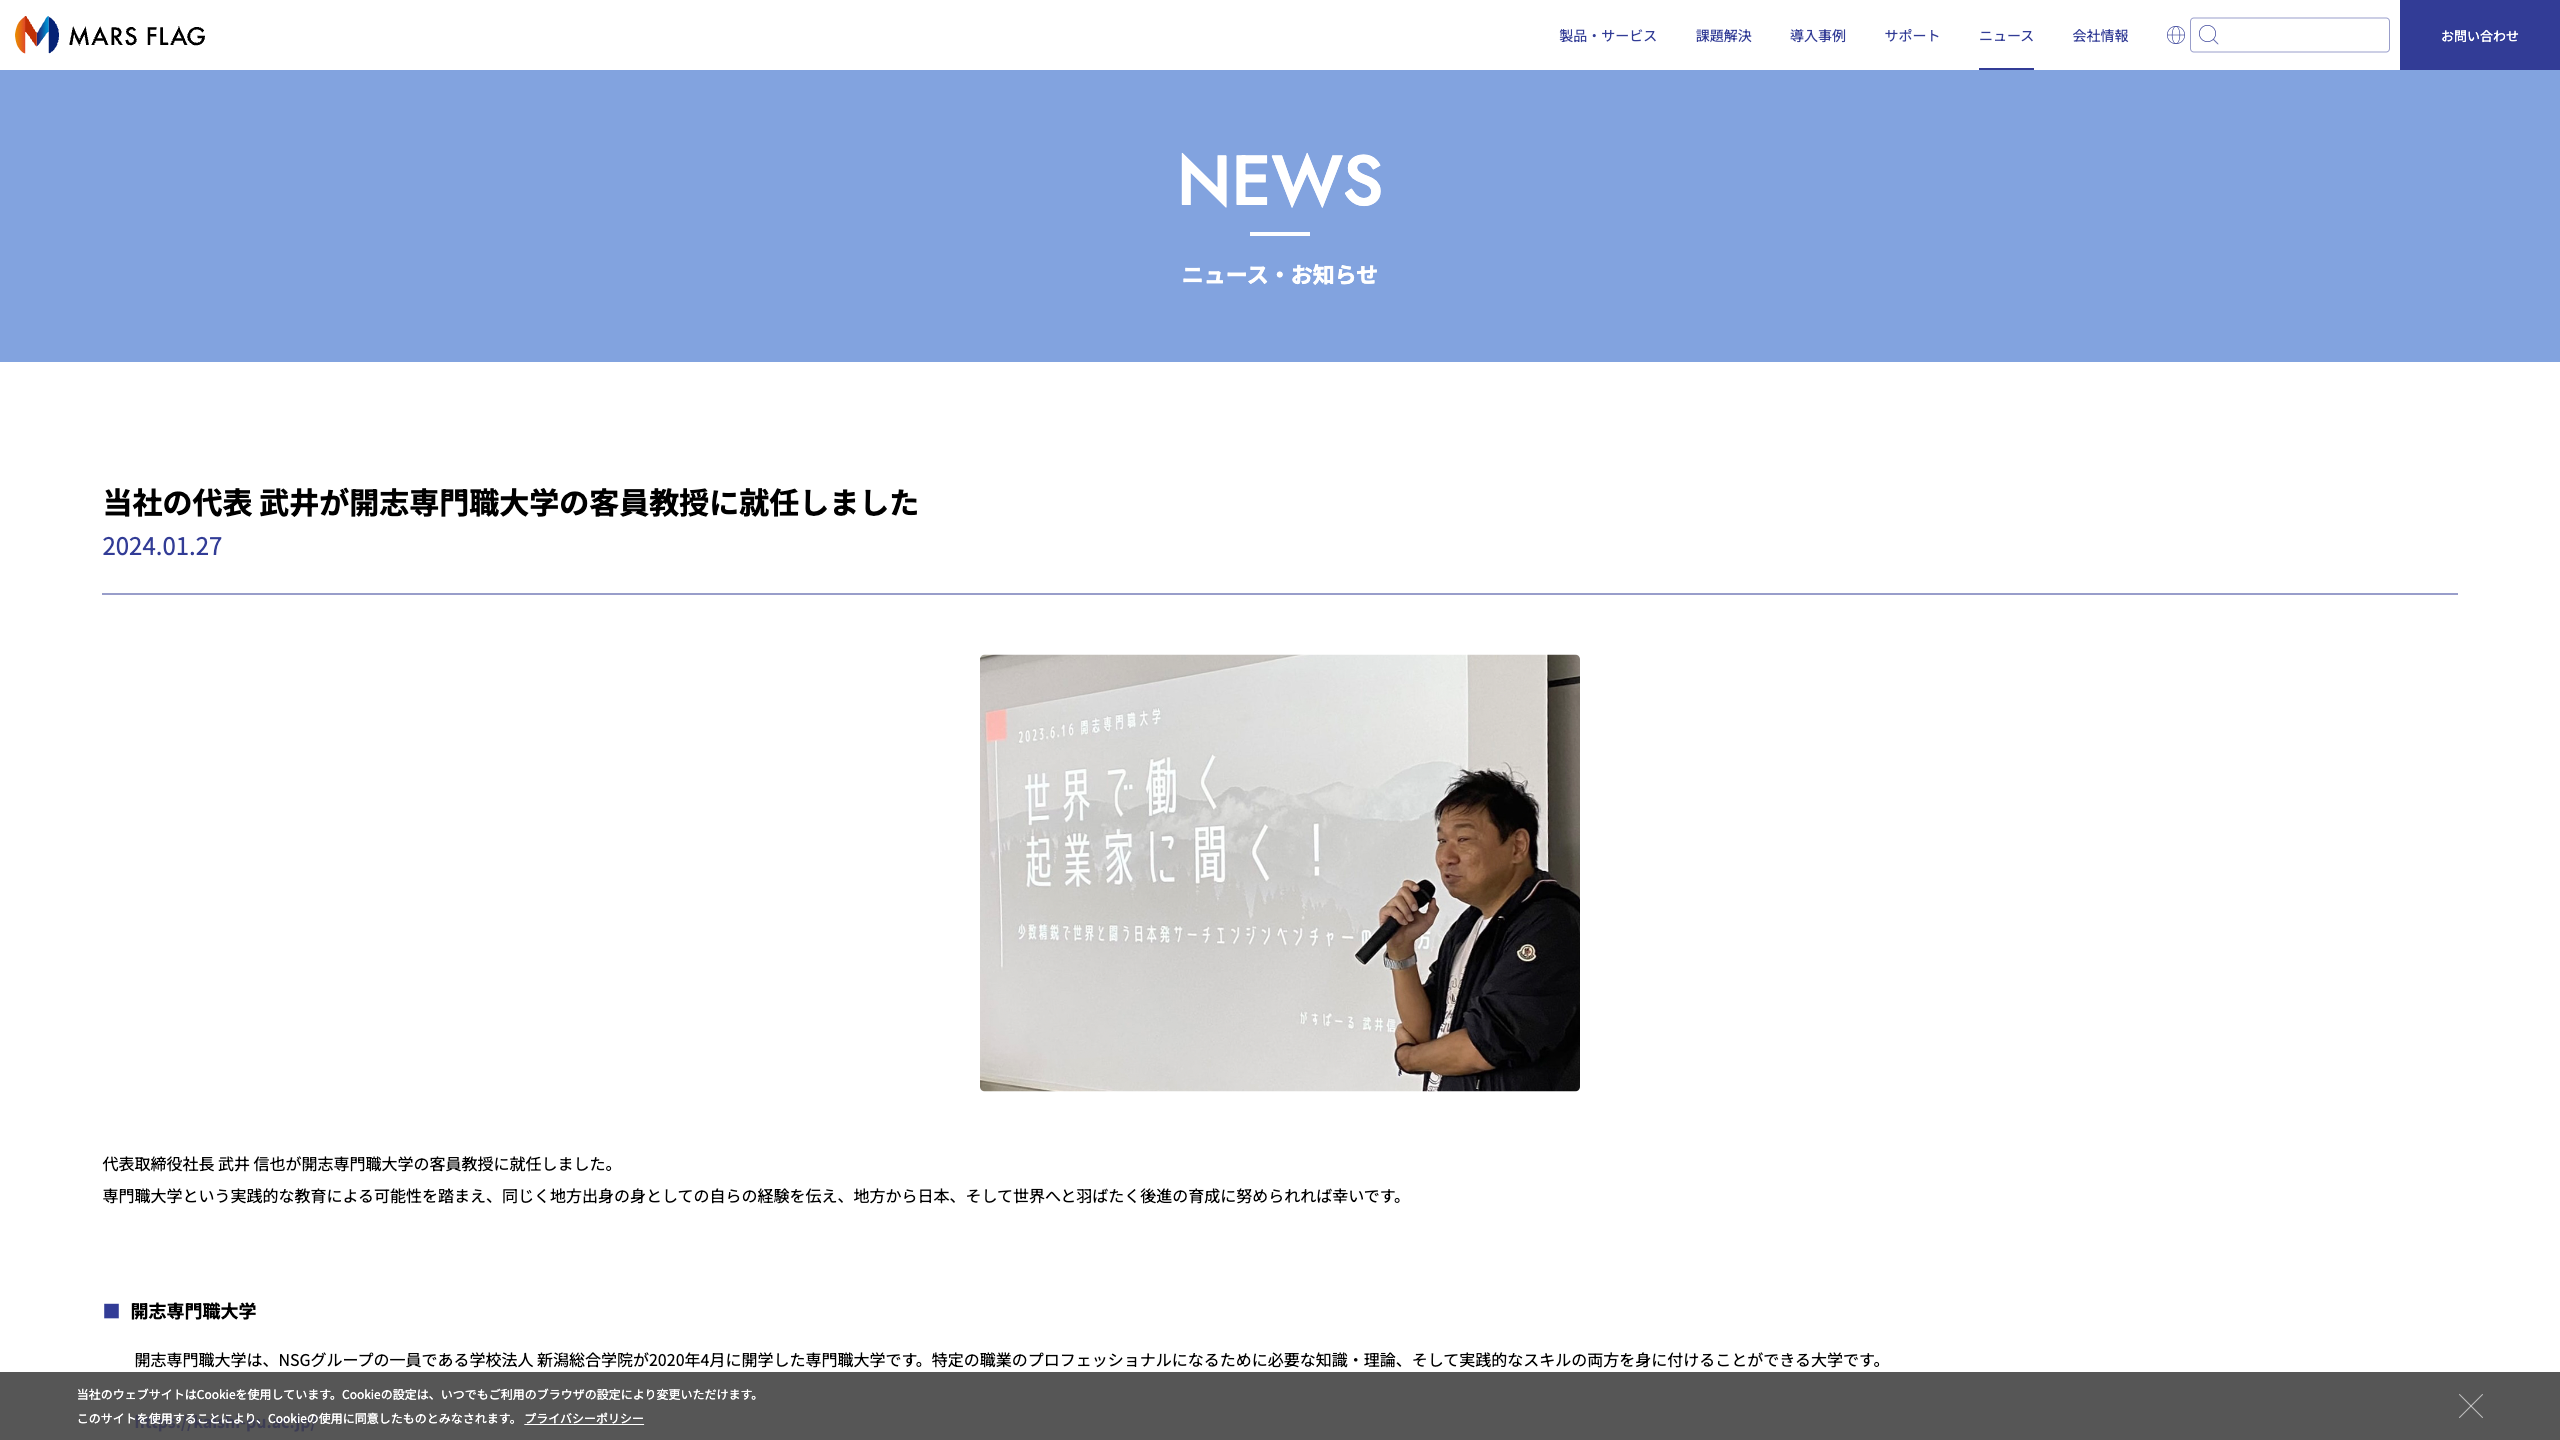 MARS FLAG
製品・サービス
課題解決
導入事例
サポート
ニュース
会社情報
お問い合わせ
NEWS
ニュース・お知らせ
当社の代表 武井が開志専門職大学の客員教授に就任しました
2024.01.27
2023.6.16 開志専門職大学
世界で働く
起業家に聞く！
少数精鋭で世界と闘う日本発サーチエンジンベンチャー
がすぱーる 武井信
代表取締役社長 武井 信也が開志専門職大学の客員教授に就任しました。
専門職大学という実践的な教育による可能性を踏まえ、同じく地方出身の身としての自らの経験を伝え、地方から日本、そして世界へと羽ばたく後進の育成に努められれば幸いです。
■ 開志専門職大学
開志専門職大学は、NSGグループの一員である学校法人 新潟総合学院が2020年4月に開学した専門職大学です。特定の職業のプロフェッショナルになるために必要な知識・理論、そして実践的なスキルの両方を身に付けることができる大学です。
当社のウェブサイトはCookieを使用しています。Cookieの設定は、いつでもご利用のブラウザの設定により変更いただけます。
このサイトを使用することにより、Cookieの使用に同意したものとみなされます。 プライバシーポリシー